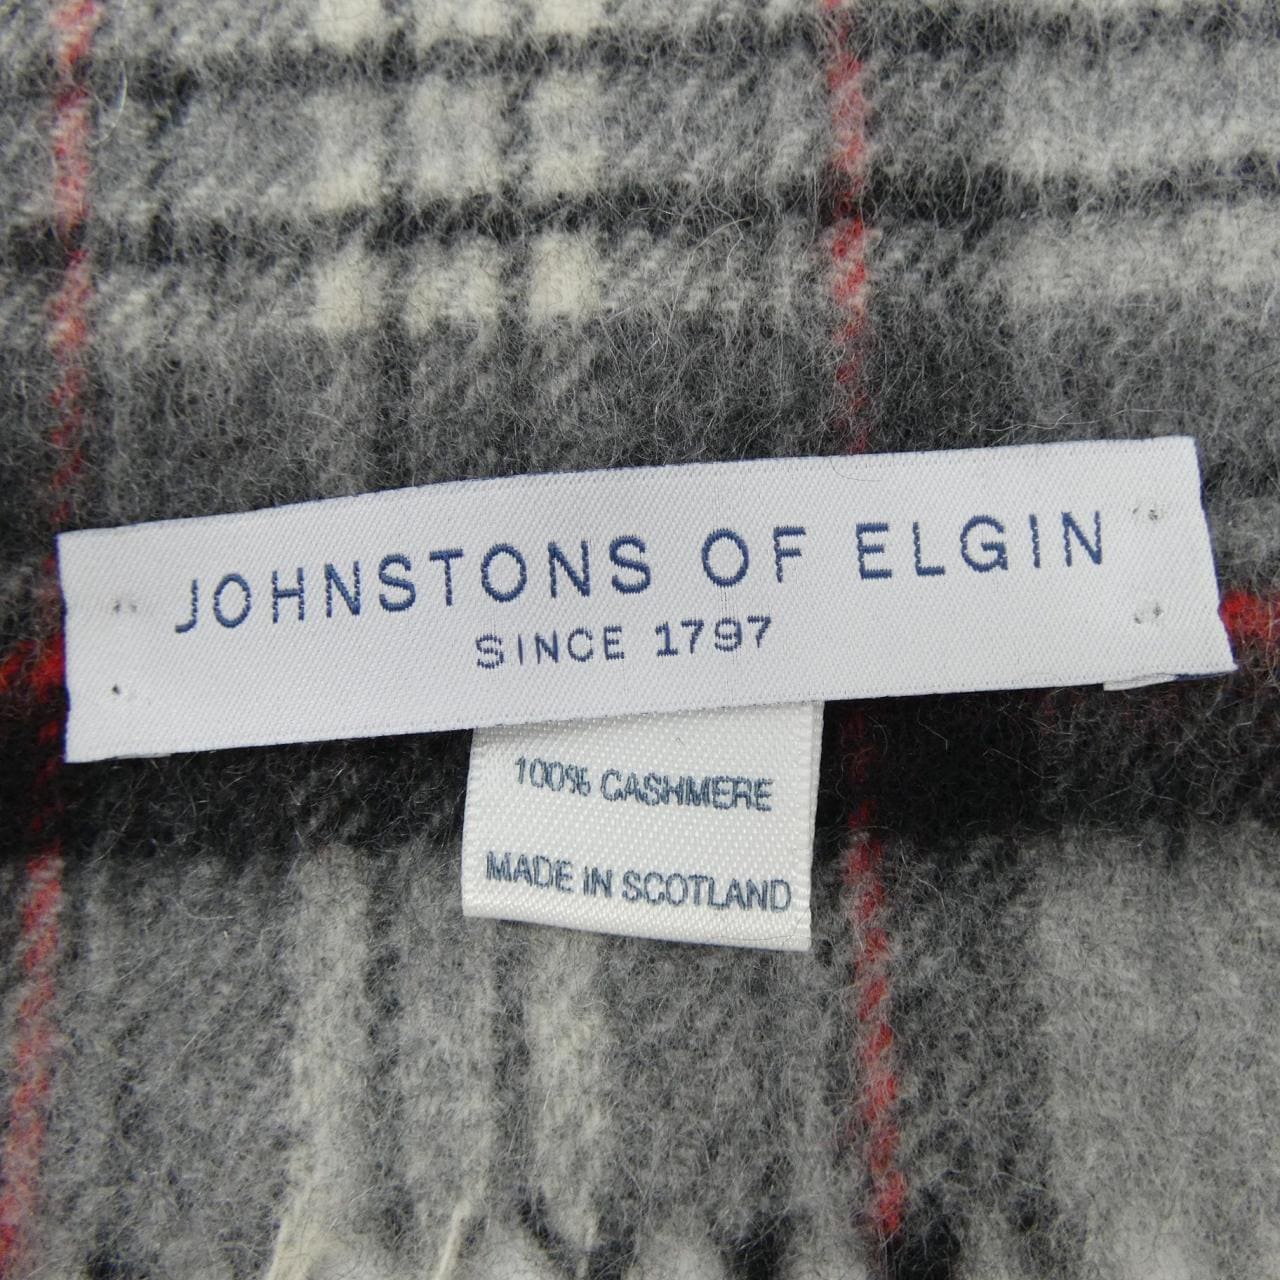 JOHNSTONS OF ELGIN
SINCE 1797
100% CASHMERE
MADE IN SCOTLAND